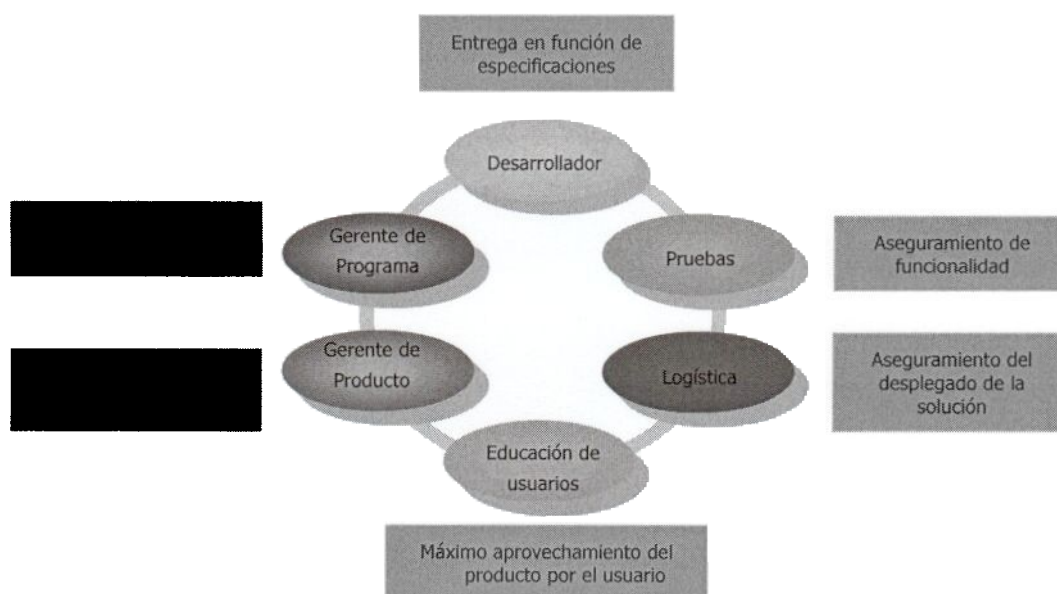 Entrega en función de
especificaciones
Desarrollador
Gerente de
Programa
Pruebas
Aseguramiento de
funcionalidad
Gerente de
Producto
Logística
Aseguramiento del
desplegado de la
solución
Educación de
usuarios
Máximo aprovechamiento del
producto por el usuario